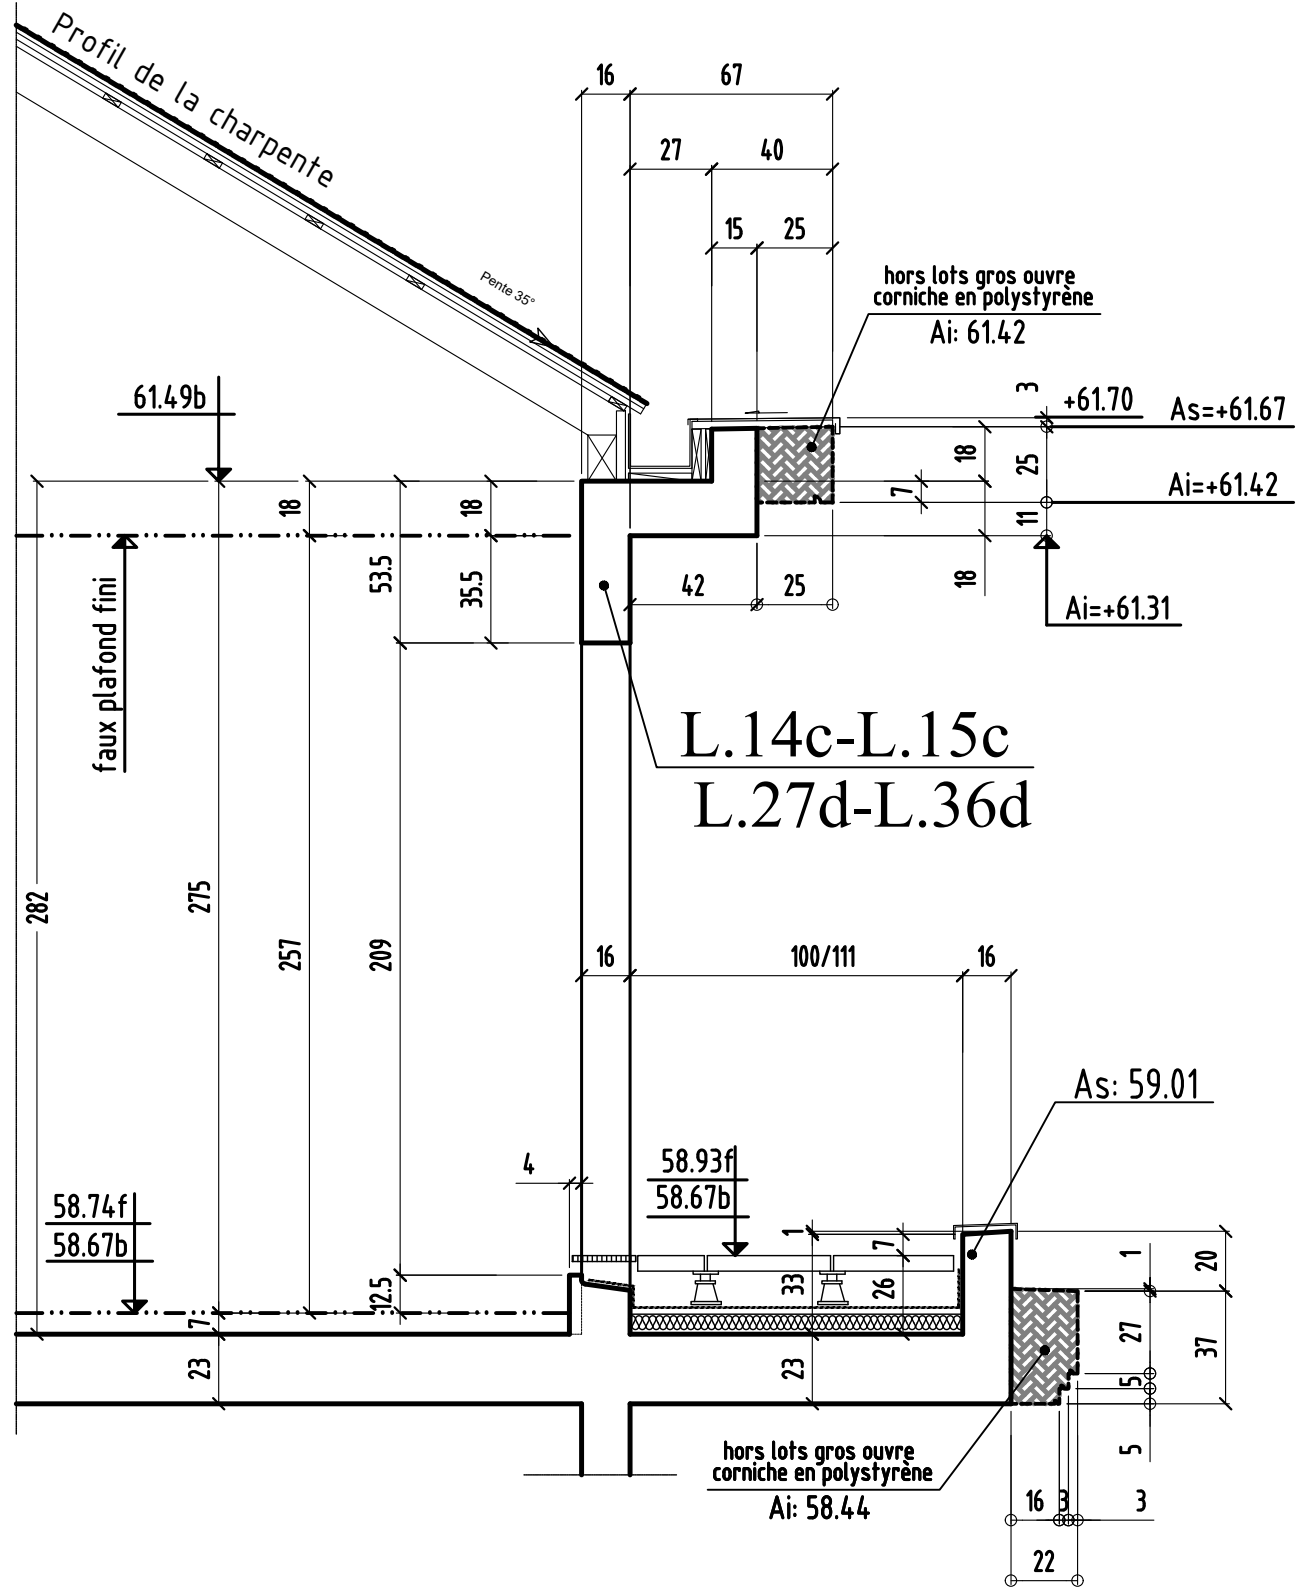 Profil de la charpente
16
67
27
40
15
25
Pente 35°
hors lots gros ouvre
corniche en polystyrène
Ai: 61.42
61.49b
3
+61.70
As=+61.67
18
25
7
Ai=+61.42
11
18
18
18
53.5
35.5
42
25
Ai=+61.31
faux plafond fini
L.14c-L.15c
L.27d-L.36d
282
275
257
209
16
100/111
16
As: 59.01
4
58.93f
58.67b
58.74f
58.67b
1
7
1
20
12.5
33
26
7
27
37
23
23
5
5
hors lots gros ouvre
corniche en polystyrène
Ai: 58.44
16
3
3
22